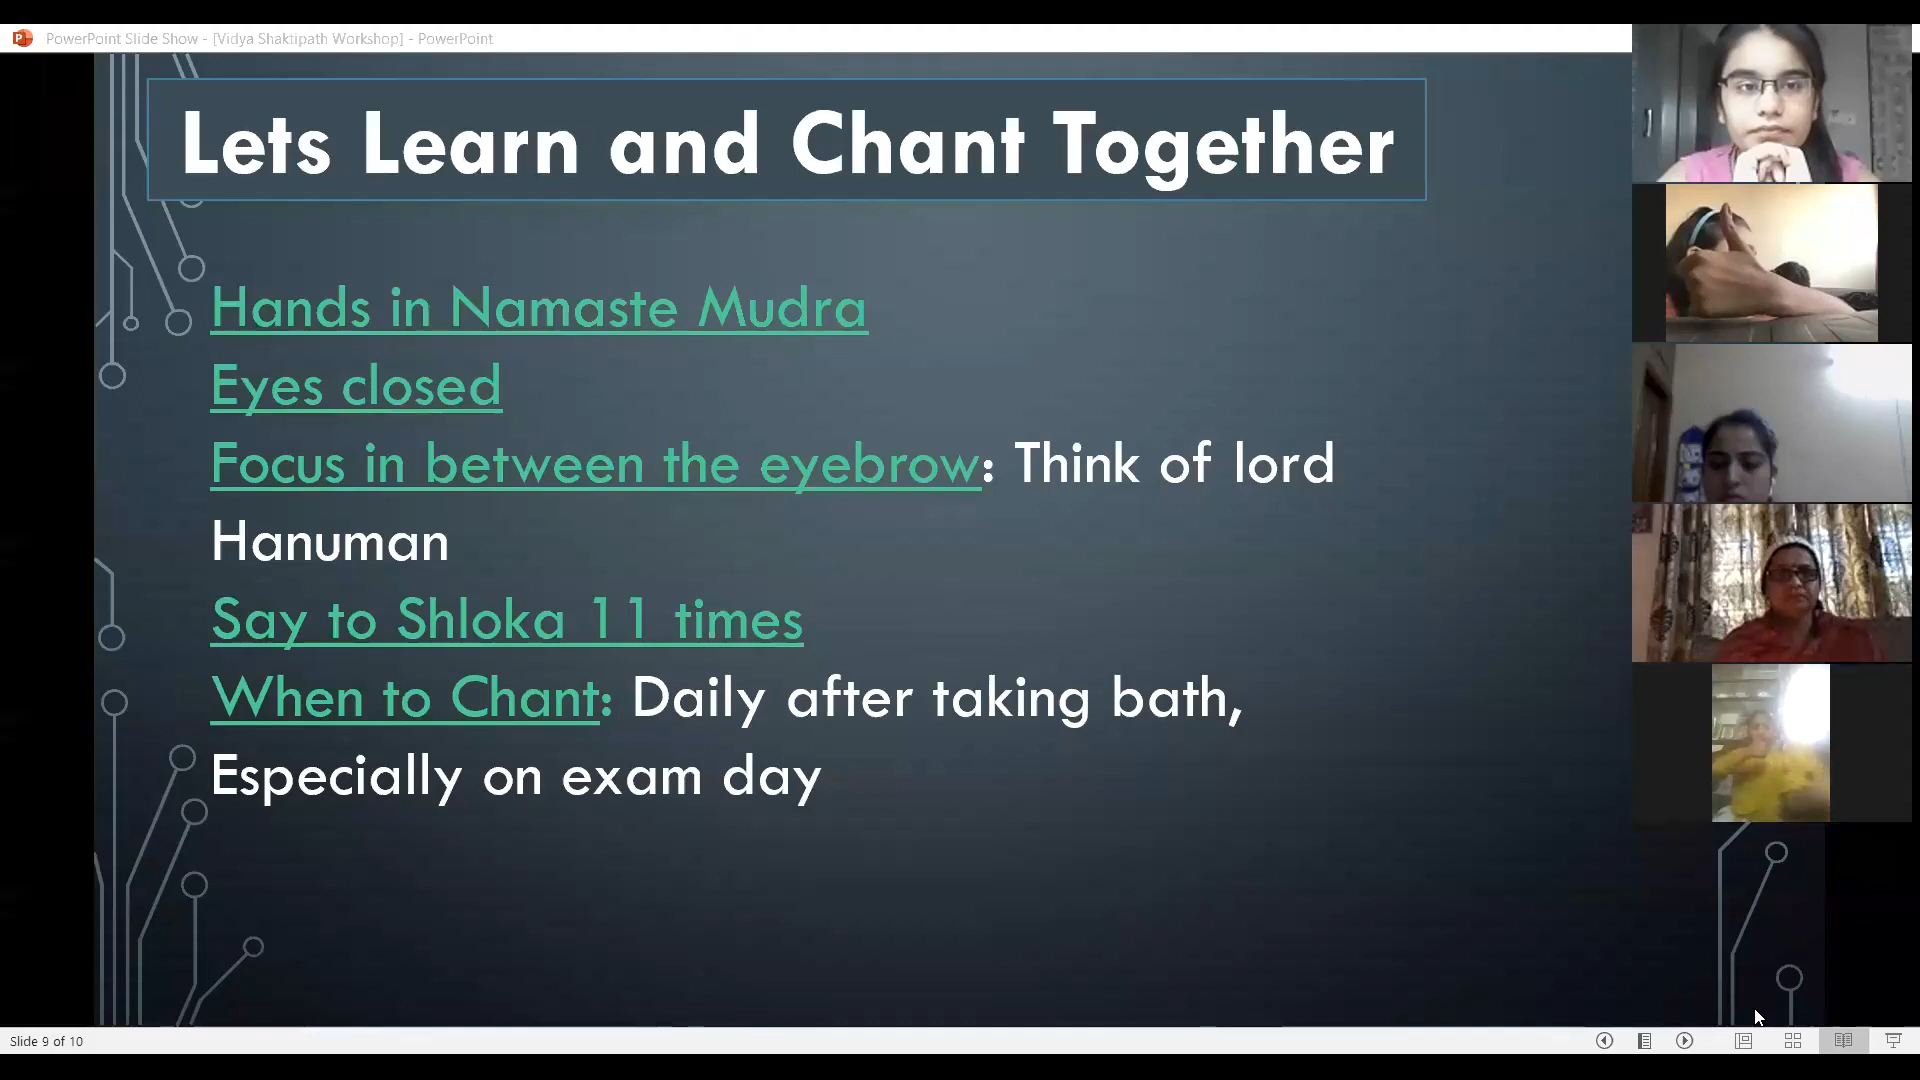 PowerPoint Slide Show - [Vidya Shaktipath Workshop] - PowerPoint
Lets Learn and Chant Together
Hands in Namaste Mudra
Eyes closed
Focus in between the eyebrow: Think of lord
Hanuman
Say to Shloka 11 times
When to Chant: Daily after taking bath,
Especially on exam day
Slide 9 of 10